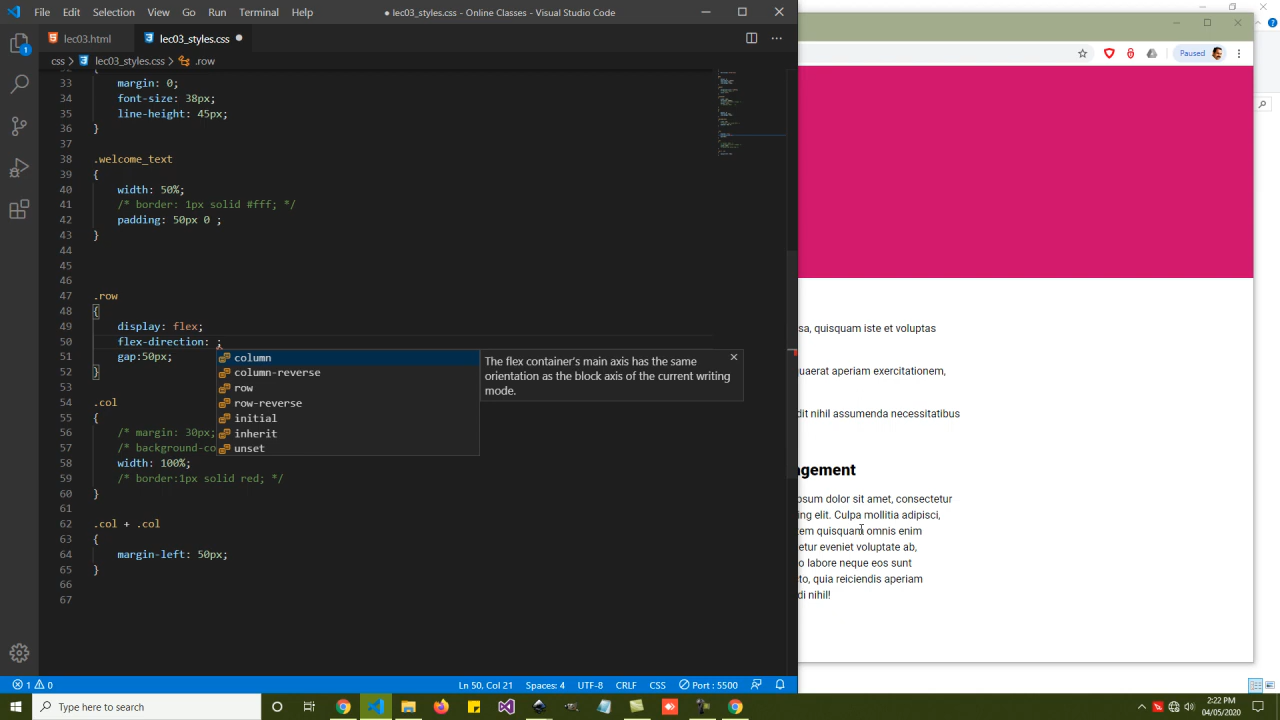 File Edit Selection View Go Run Terminal Help
● lec03_styles.css - Online Classes - Visual Studio Code
lec03.html
lec03_styles.css ●
css > lec03_styles.css > .row
33 margin: 0;
34 font-size: 38px;
35 line-height: 45px;
36 }
37
38 .welcome_text
39 {
40 width: 50%;
41 /* border: 1px solid #fff; */
42 padding: 50px 0 ;
43 }
44
45
46
47 .row
48 {
49 display: flex;
50 flex-direction: ;
51 gap:50px;
52 }
53
54 .col
55 {
56 /* margin: 30px;
57 /* background-co
58 width: 100%;
59 /* border:1px solid red; */
60 }
61
62 .col + .col
63 {
64 margin-left: 50px;
65 }
66
67
column
column-reverse
row
row-reverse
initial
inherit
unset
The flex container's main axis has the same
orientation as the block axis of the current writing
mode.
1
Paused
sa, quisquam iste et voluptas
uaerat aperiam exercitationem,
dit nihil assumenda necessitatibus
agement
psum dolor sit amet, consectetur
ing elit. Culpa mollitia adipisci,
tem quisquam omnis enim
etur eveniet voluptate ab,
o labore neque eos sunt
to, quia reiciendis aperiam
di nihil!
1 0
Ln 50, Col 21 Spaces: 4 UTF-8 CRLF CSS Port : 5500
Type here to search
2:22 PM
04/05/2020